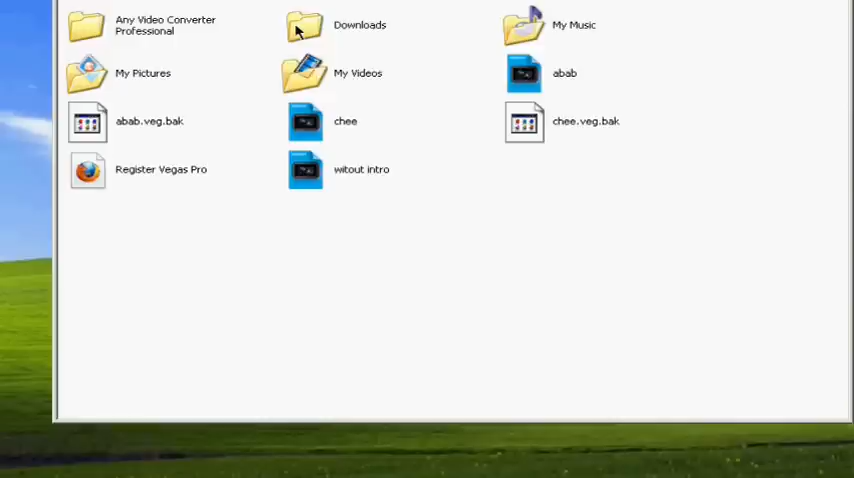 Any Video Converter
Professional
Downloads
My Music
My Pictures
My Videos
abab
abab.veg.bak
chee
chee.veg.bak
Register Vegas Pro
witout intro